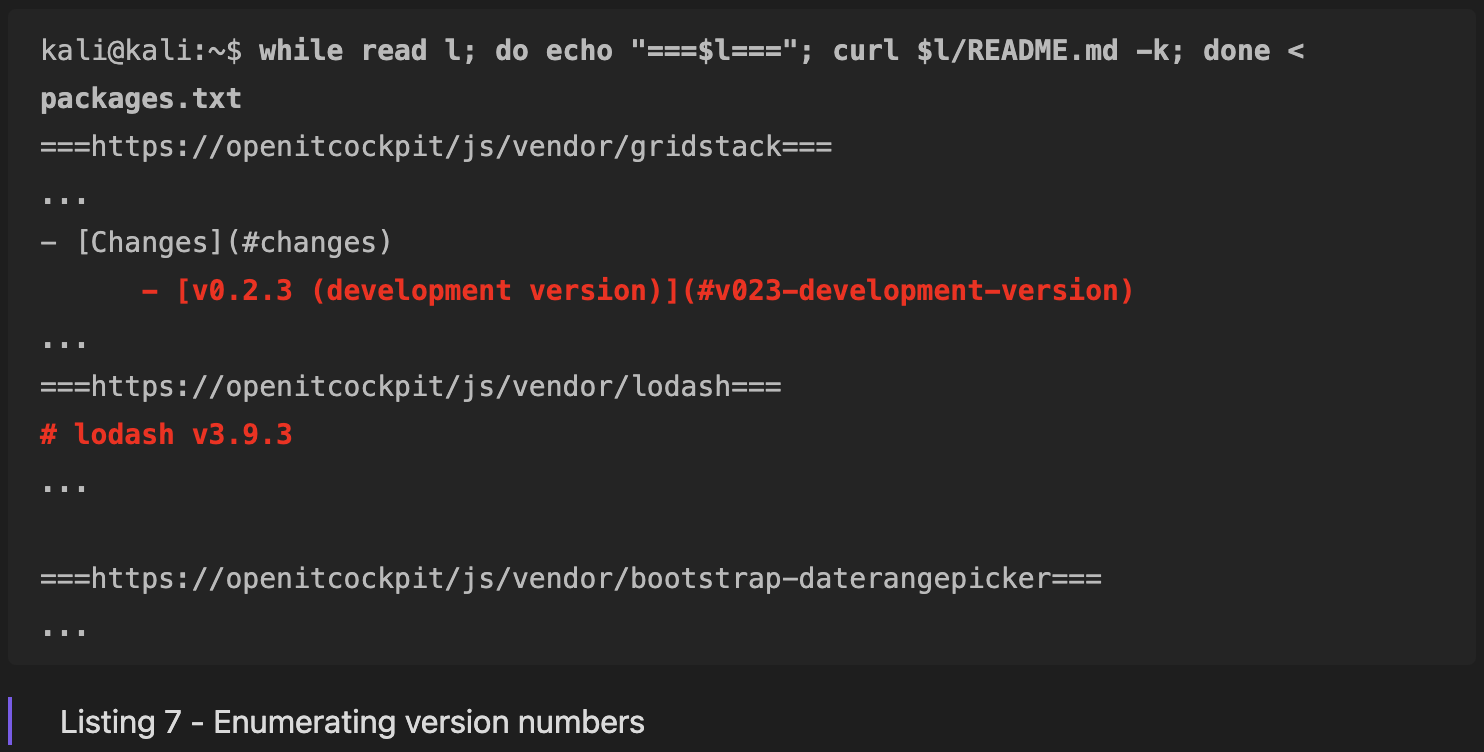 kali@kali:~$ while read l; do echo "===$l==="; curl $l/README.md -k; done <
packages.txt
===https://openitcockpit/js/vendor/gridstack===
...
- [Changes](#changes)
      - [v0.2.3 (development version)](#v023-development-version)
...
===https://openitcockpit/js/vendor/lodash===
# lodash v3.9.3
...

===https://openitcockpit/js/vendor/bootstrap-daterangepicker===
...
Listing 7 - Enumerating version numbers